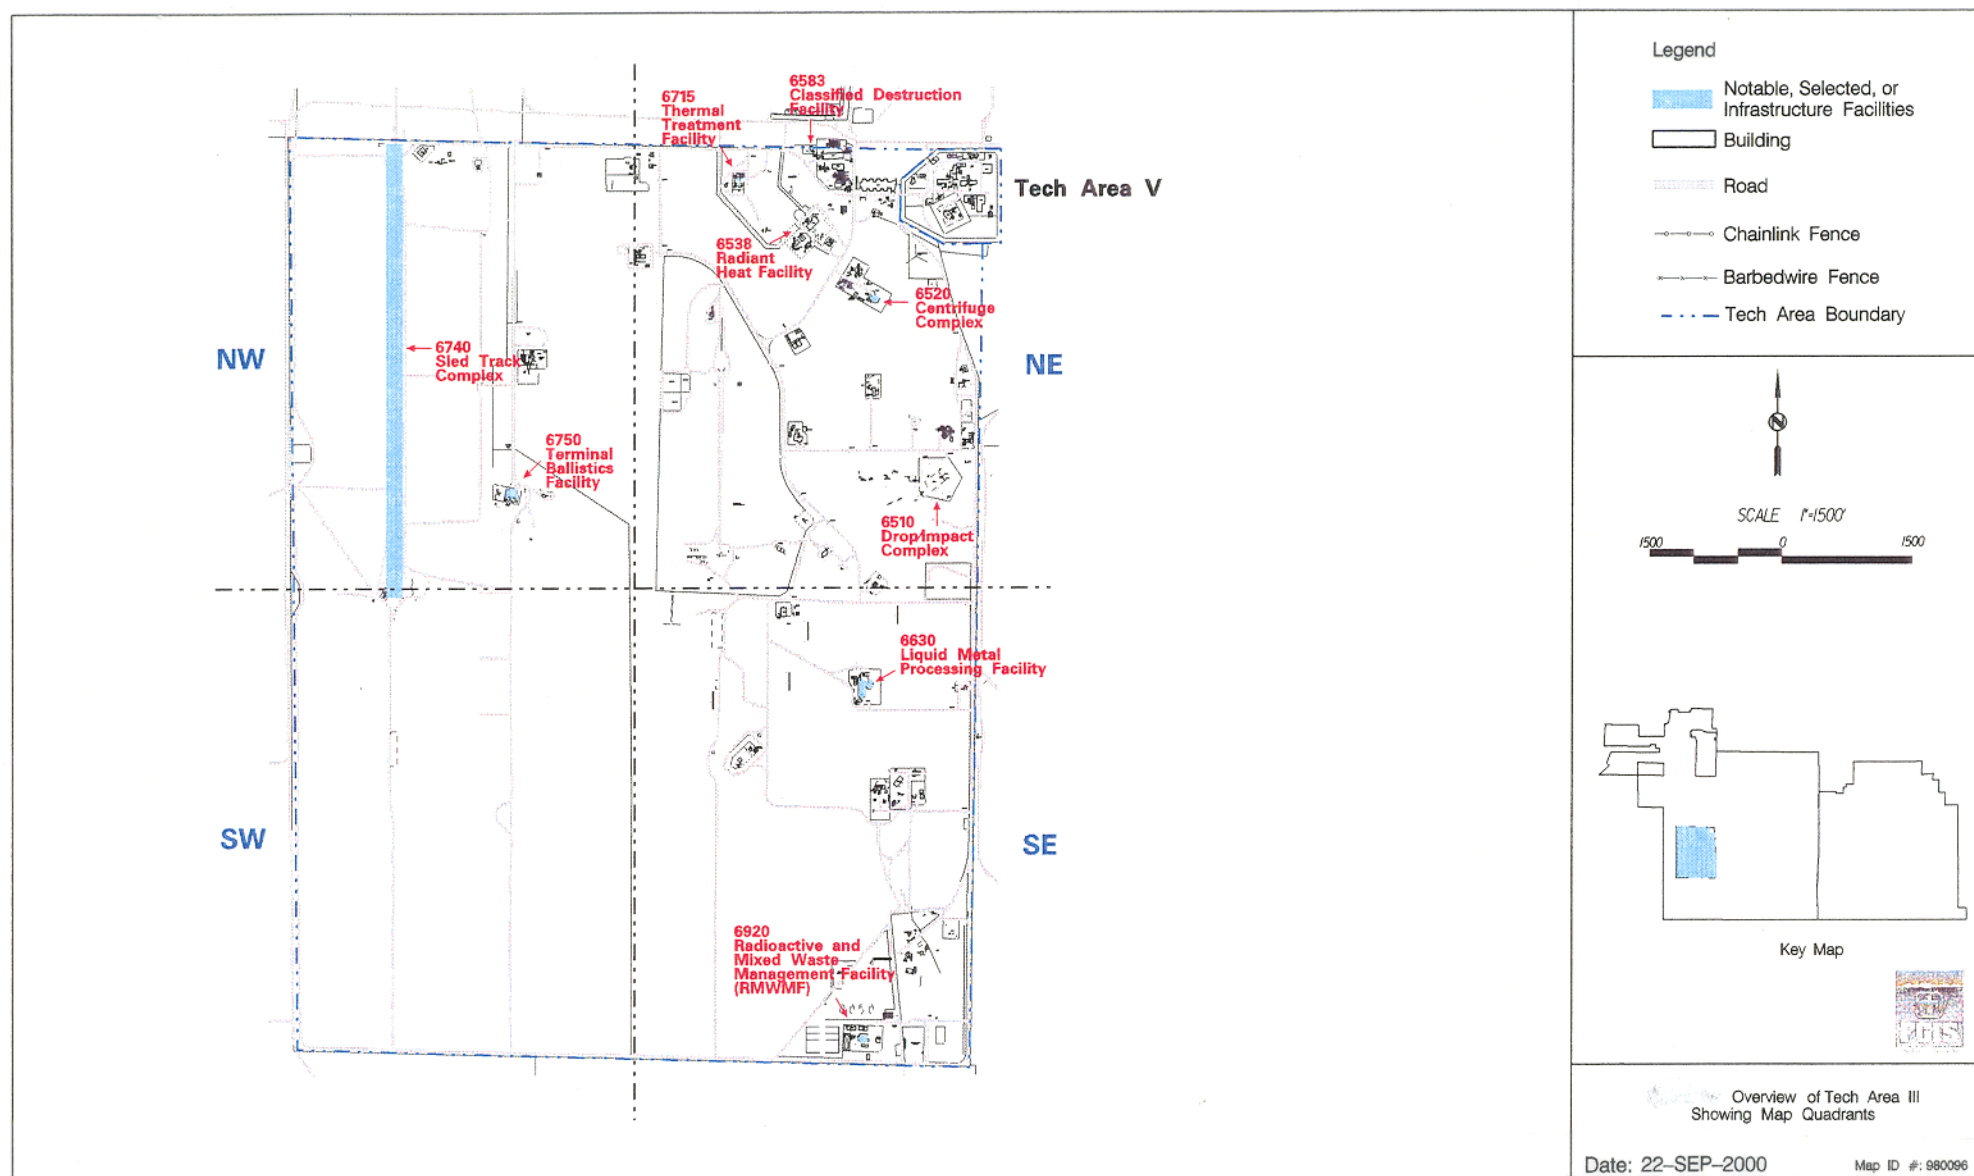 6583
Classified Destruction
Facility
6715
Thermal
Treatment
Facility
Tech Area V
6538
Radiant
Heat Facility
6520
Centrifuge
Complex
NW
6740
Sled Track
Complex
NE
6750
Terminal
Ballistics
Facility
6510
Drop/Impact
Complex
6630
Liquid Metal
Processing Facility
SW
SE
6920
Radioactive and
Mixed Waste
Management Facility
(RMWMF)
Legend
Notable, Selected, or
Infrastructure Facilities
Building
Road
Chainlink Fence
Barbedwire Fence
Tech Area Boundary
N
SCALE 1"=1500'
1500 0 1500
Key Map
EGIS
Overview of Tech Area III
Showing Map Quadrants
Date: 22-SEP-2000
Map ID #: 980096